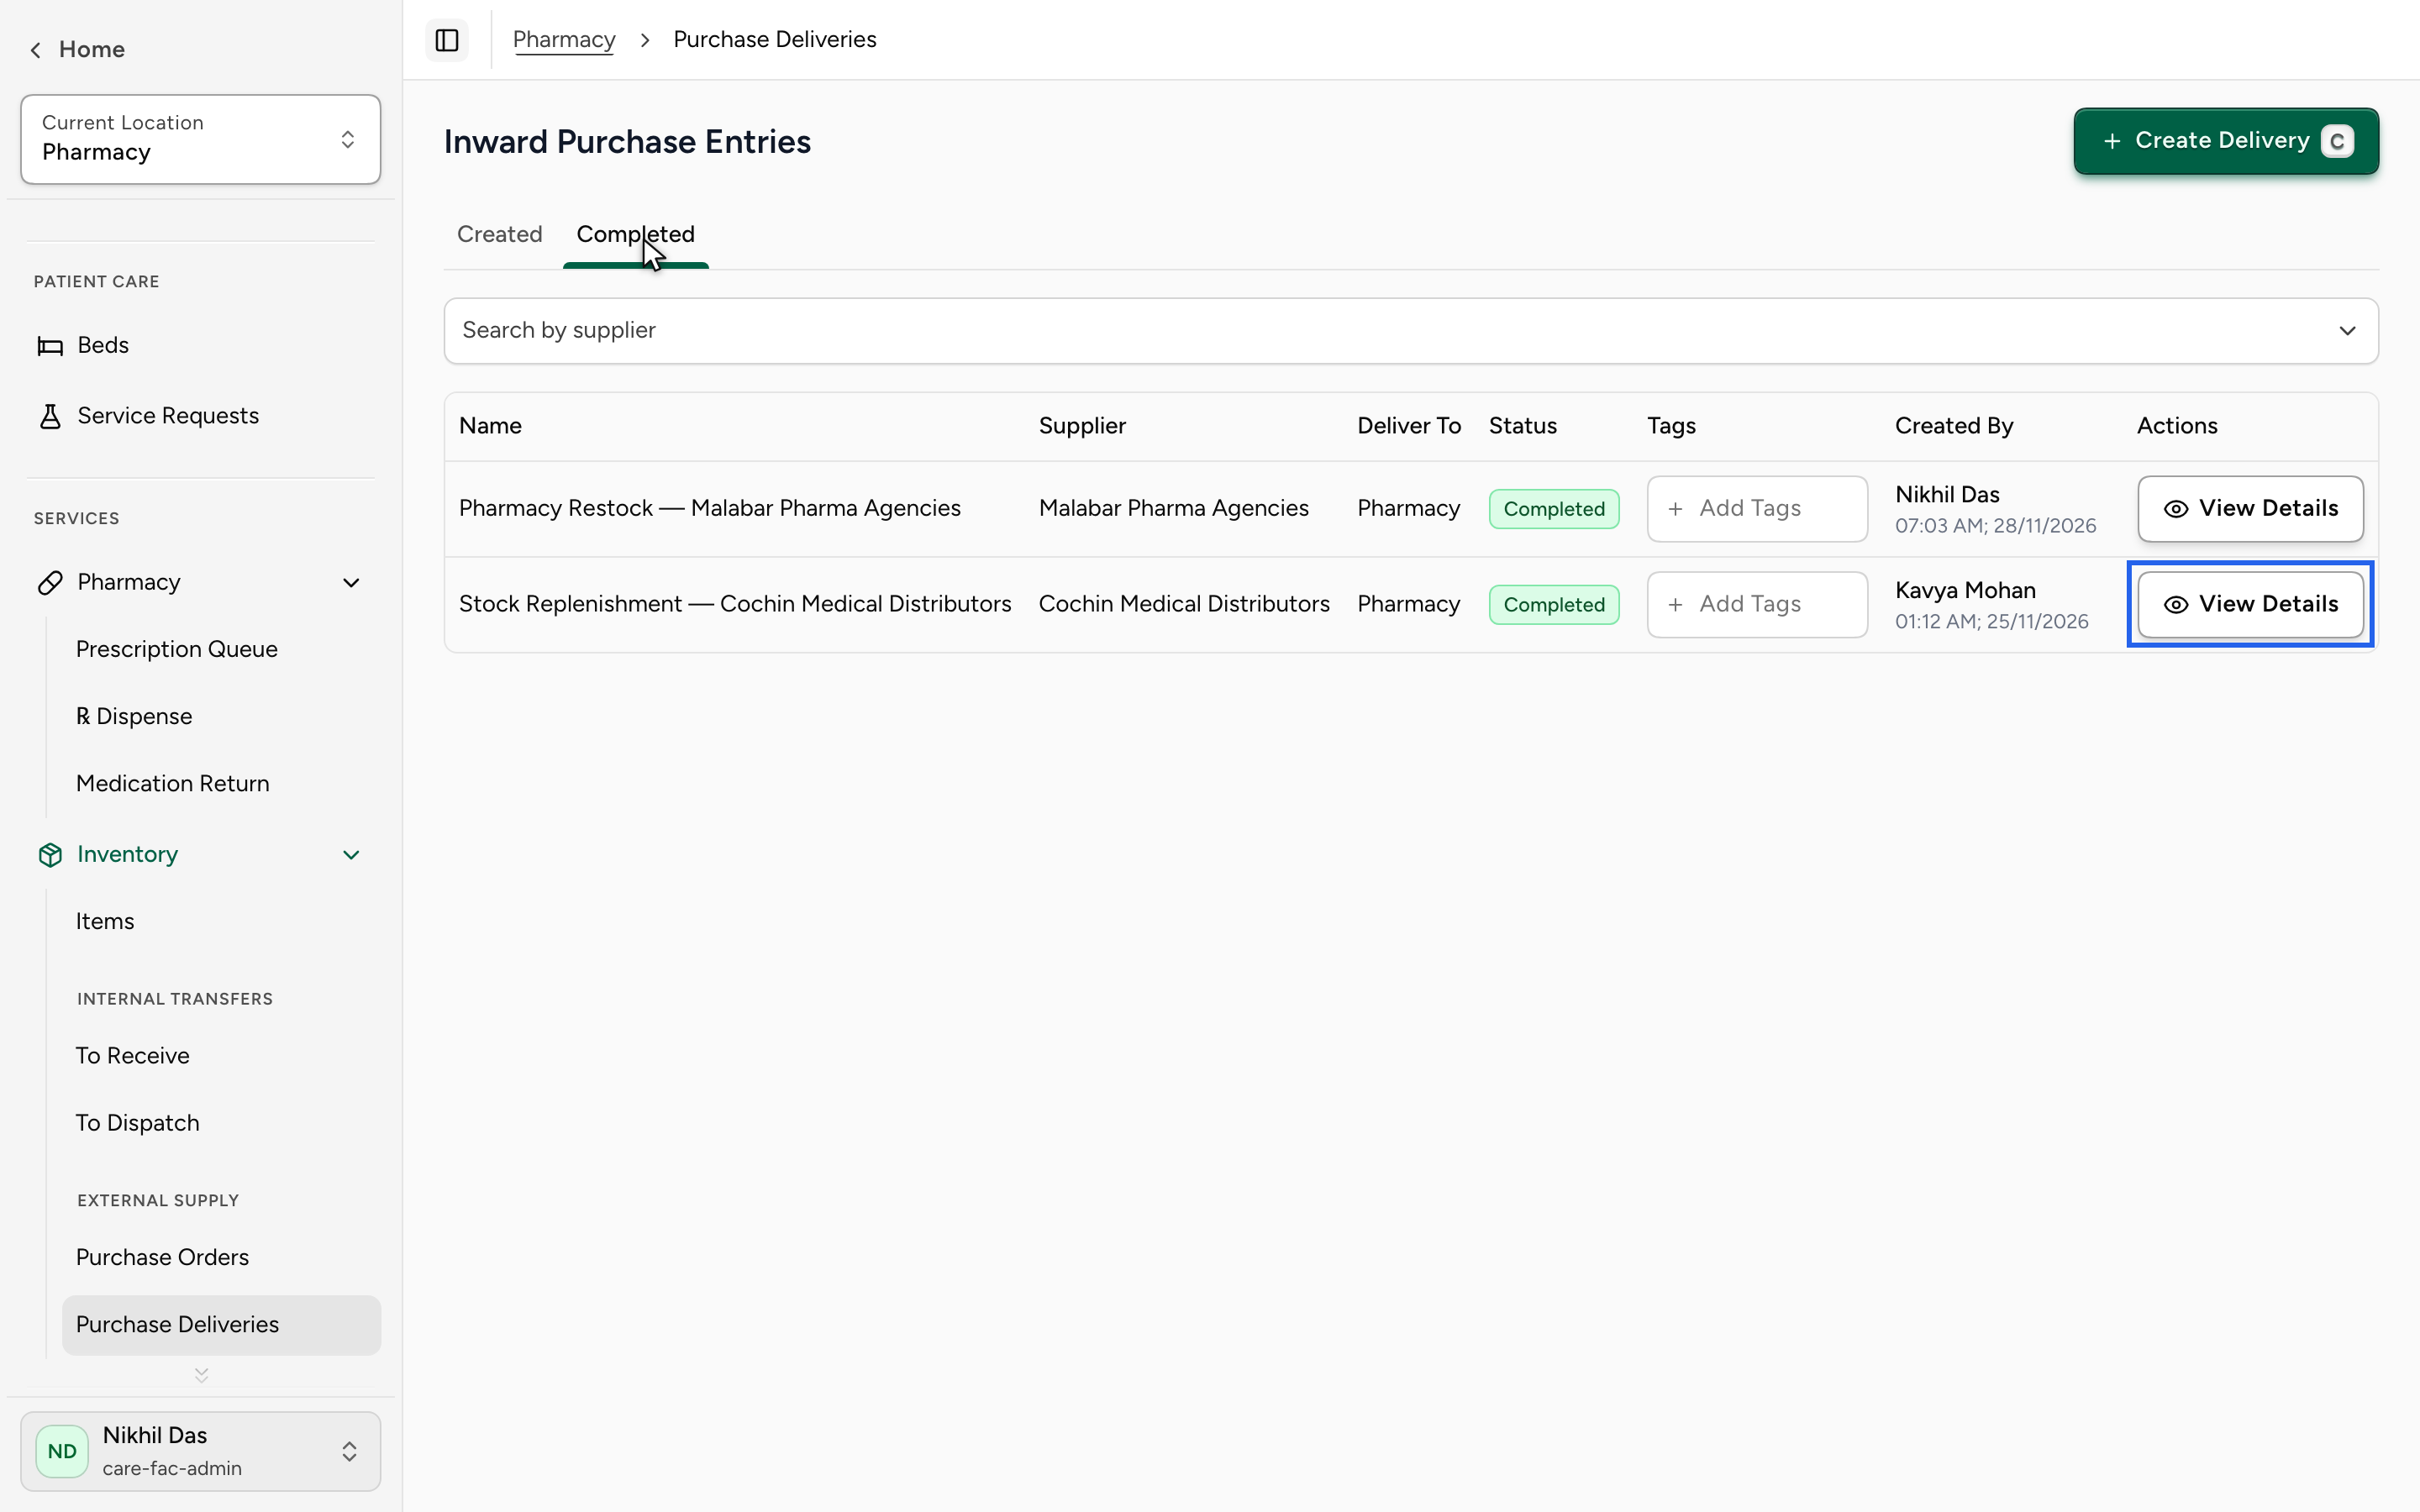 Home
Current Location
Pharmacy
PATIENT CARE
Beds
Service Requests
SERVICES
Pharmacy
Prescription Queue
℞ Dispense
Medication Return
Inventory
Items
INTERNAL TRANSFERS
To Receive
To Dispatch
EXTERNAL SUPPLY
Purchase Orders
Purchase Deliveries
ND
Nikhil Das
care-fac-admin
Pharmacy > Purchase Deliveries
Inward Purchase Entries
+ Create Delivery C
Created Completed
Search by supplier
Name Supplier Deliver To Status Tags Created By Actions
Pharmacy Restock — Malabar Pharma Agencies Malabar Pharma Agencies Pharmacy Completed + Add Tags Nikhil Das View Details
07:03 AM; 28/11/2026
Stock Replenishment — Cochin Medical Distributors Cochin Medical Distributors Pharmacy Completed + Add Tags Kavya Mohan View Details
01:12 AM; 25/11/2026